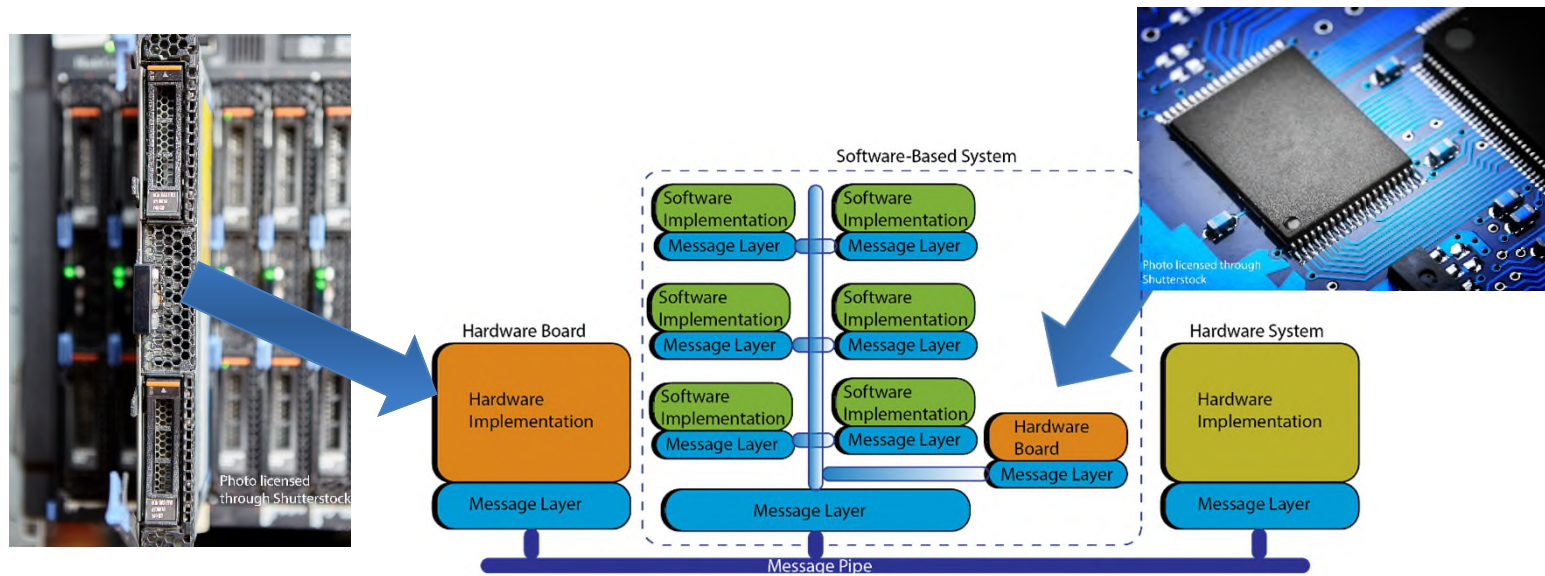 Software-Based System
Software
Implementation
Message Layer
Software
Implementation
Message Layer
Photo licensed through
Shutterstock
Software
Implementation
Message Layer
Software
Implementation
Message Layer
Hardware Board
Hardware
Implementation
Message Layer
Hardware System
Hardware
Implementation
Message Layer
Software
Implementation
Message Layer
Software
Implementation
Message Layer
Hardware
Board
Message Layer
Photo licensed
through Shutterstock
Message Layer
Message Pipe